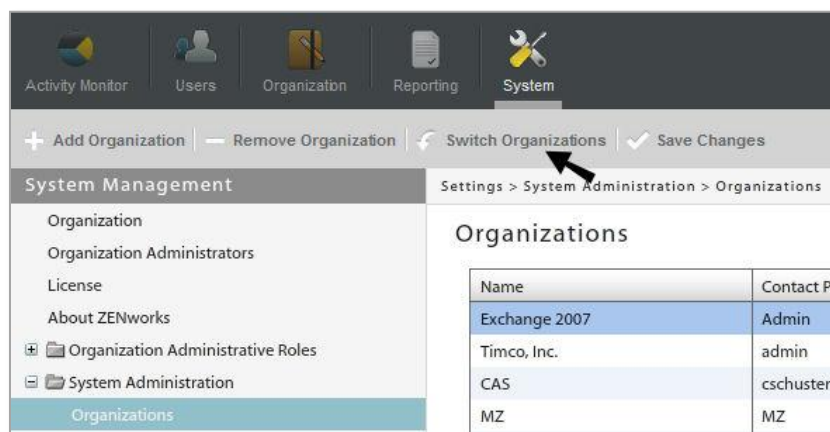 Activity Monitor
Users
Organization
Reporting
System
Add Organization
Remove Organization
Switch Organizations
Save Changes
System Management
Organization
Organization Administrators
License
About ZENworks
Organization Administrative Roles
System Administration
Organizations
Settings > System Administration > Organizations
Organizations
Name Contact P
Exchange 2007 Admin
Timco, Inc. admin
CAS cschuster
MZ MZ